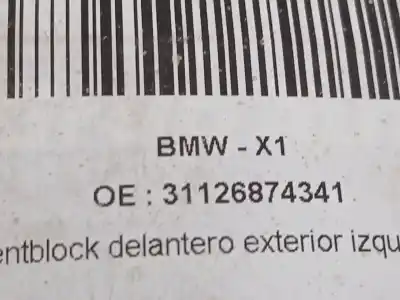 BMW - X1
OE : 31126874341
entblock delantero exterior izqu